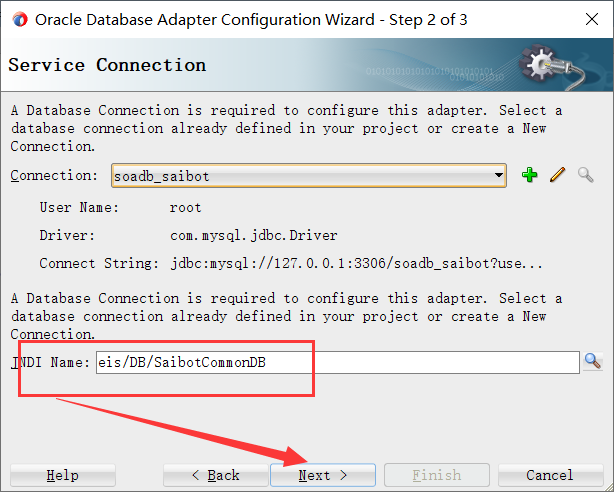 Oracle Database Adapter Configuration Wizard - Step 2 of 3
Service Connection
A Database Connection is required to configure this adapter. Select a
database connection already defined in your project or create a New
Connection.
Connection: soadb_saibot
User Name: root
Driver: com.mysql.jdbc.Driver
Connect String: jdbc:mysql://127.0.0.1:3306/soadb_saibot?use...
A Database Connection is required to configure this adapter. Select a
database connection already defined in your project or create a New
Connection.
JNDI Name: eis/DB/SaibotCommonDB
Help < Back Next > Finish Cancel